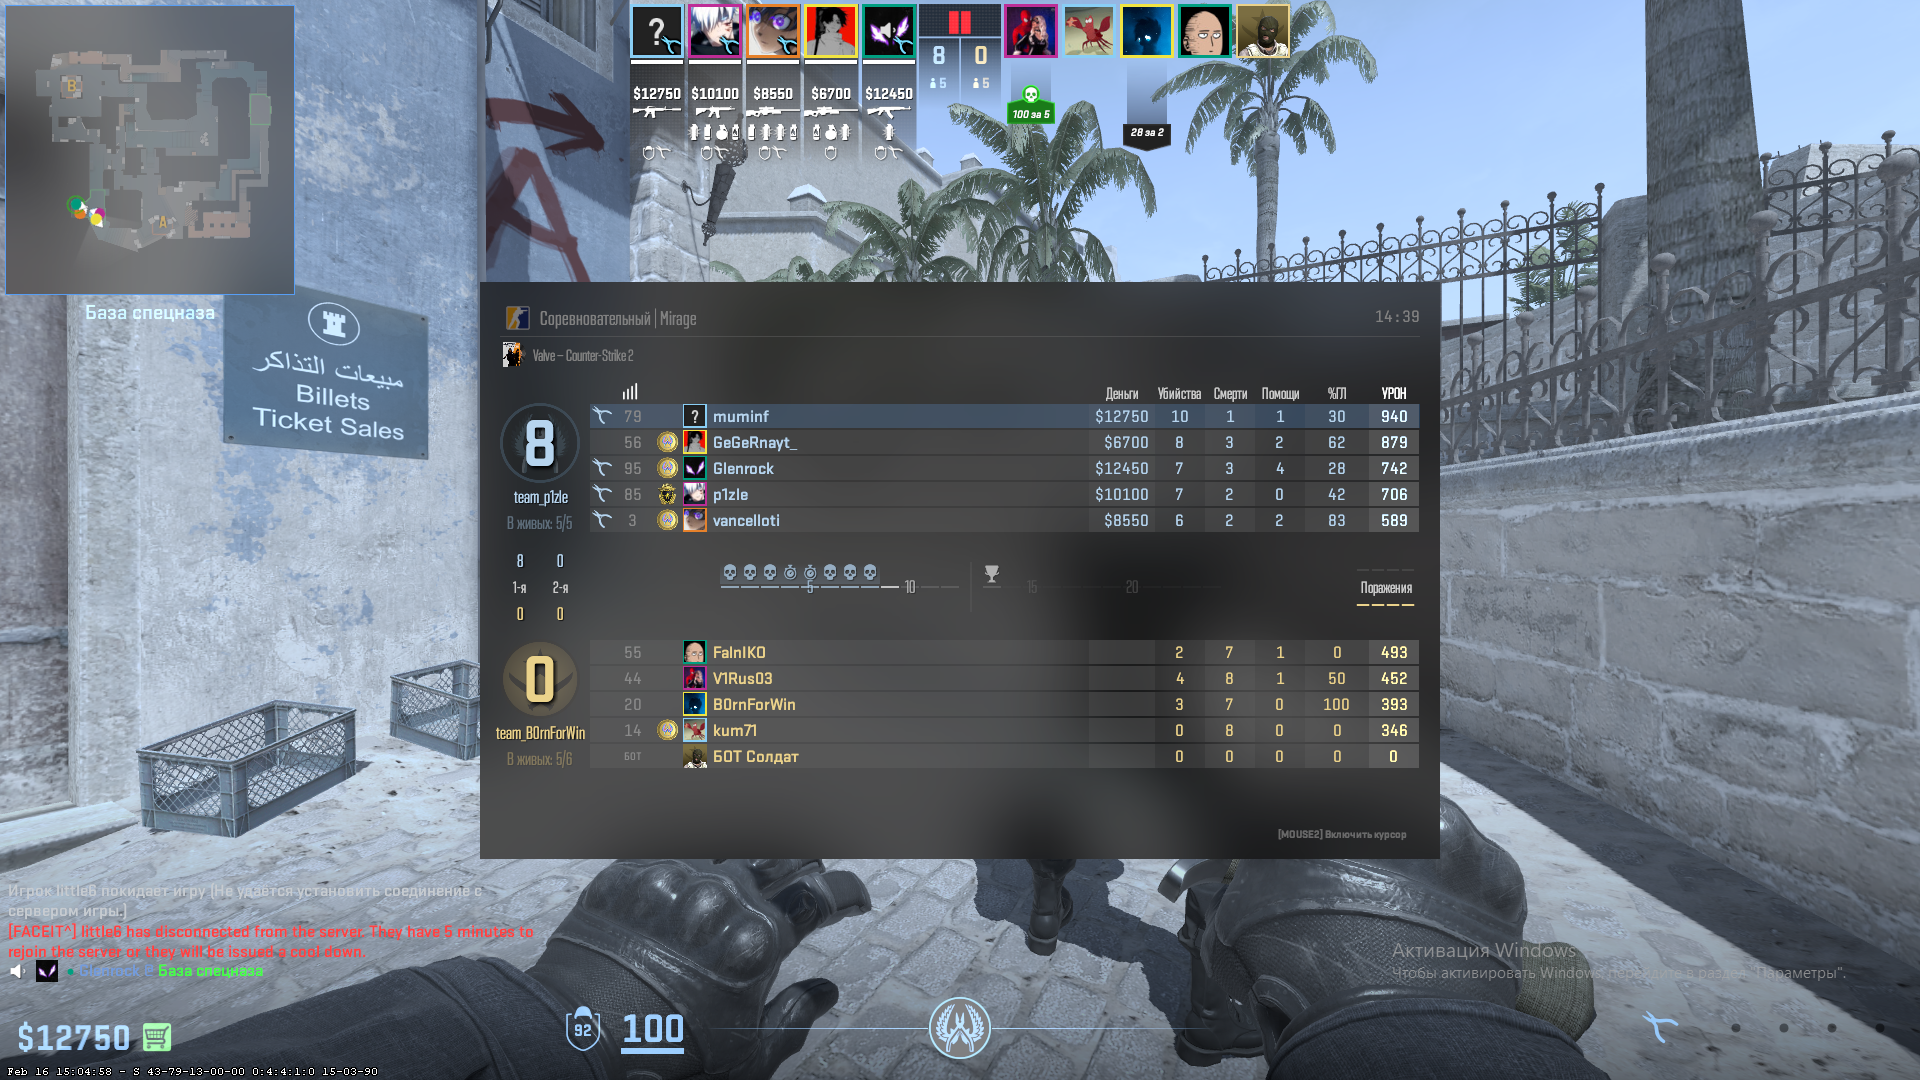 $12750 $10100 $8550 $6700 $12450
8 0
5 5
100 за 5
28 за 2
B
A
База спецназа
مبيعات التذاكر
Billets
Ticket Sales
Соревновательный | Mirage 14:39
Valve – Counter-Strike 2
Деньги Убийства Смерти Помощи %ГЛ УРОН
79 ? muminf $12750 10 1 1 30 940
56 GeGeRnayt_ $6700 8 3 2 62 879
95 Glenrock $12450 7 3 4 28 742
85 p1zle $10100 7 2 0 42 706
3 vancelloti $8550 6 2 2 83 589
8
team_p1zle
В живых: 5/5
8 0
1-я 2-я
0 0
5 10 15 20
Поражения
0
team_B0rnForWin
В живых: 5/6
55 FalnIKO 2 7 1 0 493
44 V1Rus03 4 8 1 50 452
20 B0rnForWin 3 7 0 100 393
14 kum71 0 8 0 0 346
БОТ БОТ Солдат 0 0 0 0 0
[MOUSE2] Включить курсор
Игрок little6 покидает игру (Не удается установить соединение с
сервером игры.)
[FACEIT^] little6 has disconnected from the server. They have 5 minutes to
rejoin the server or they will be issued a cool down.
Glenrock @ База спецназа
Активация Windows
Чтобы активировать Windows, перейдите в раздел "Параметры".
$12750
92 100
Feb 16 15:04:58 - S 43-79-13-00-00 0:4:4:1:0 15-03-90